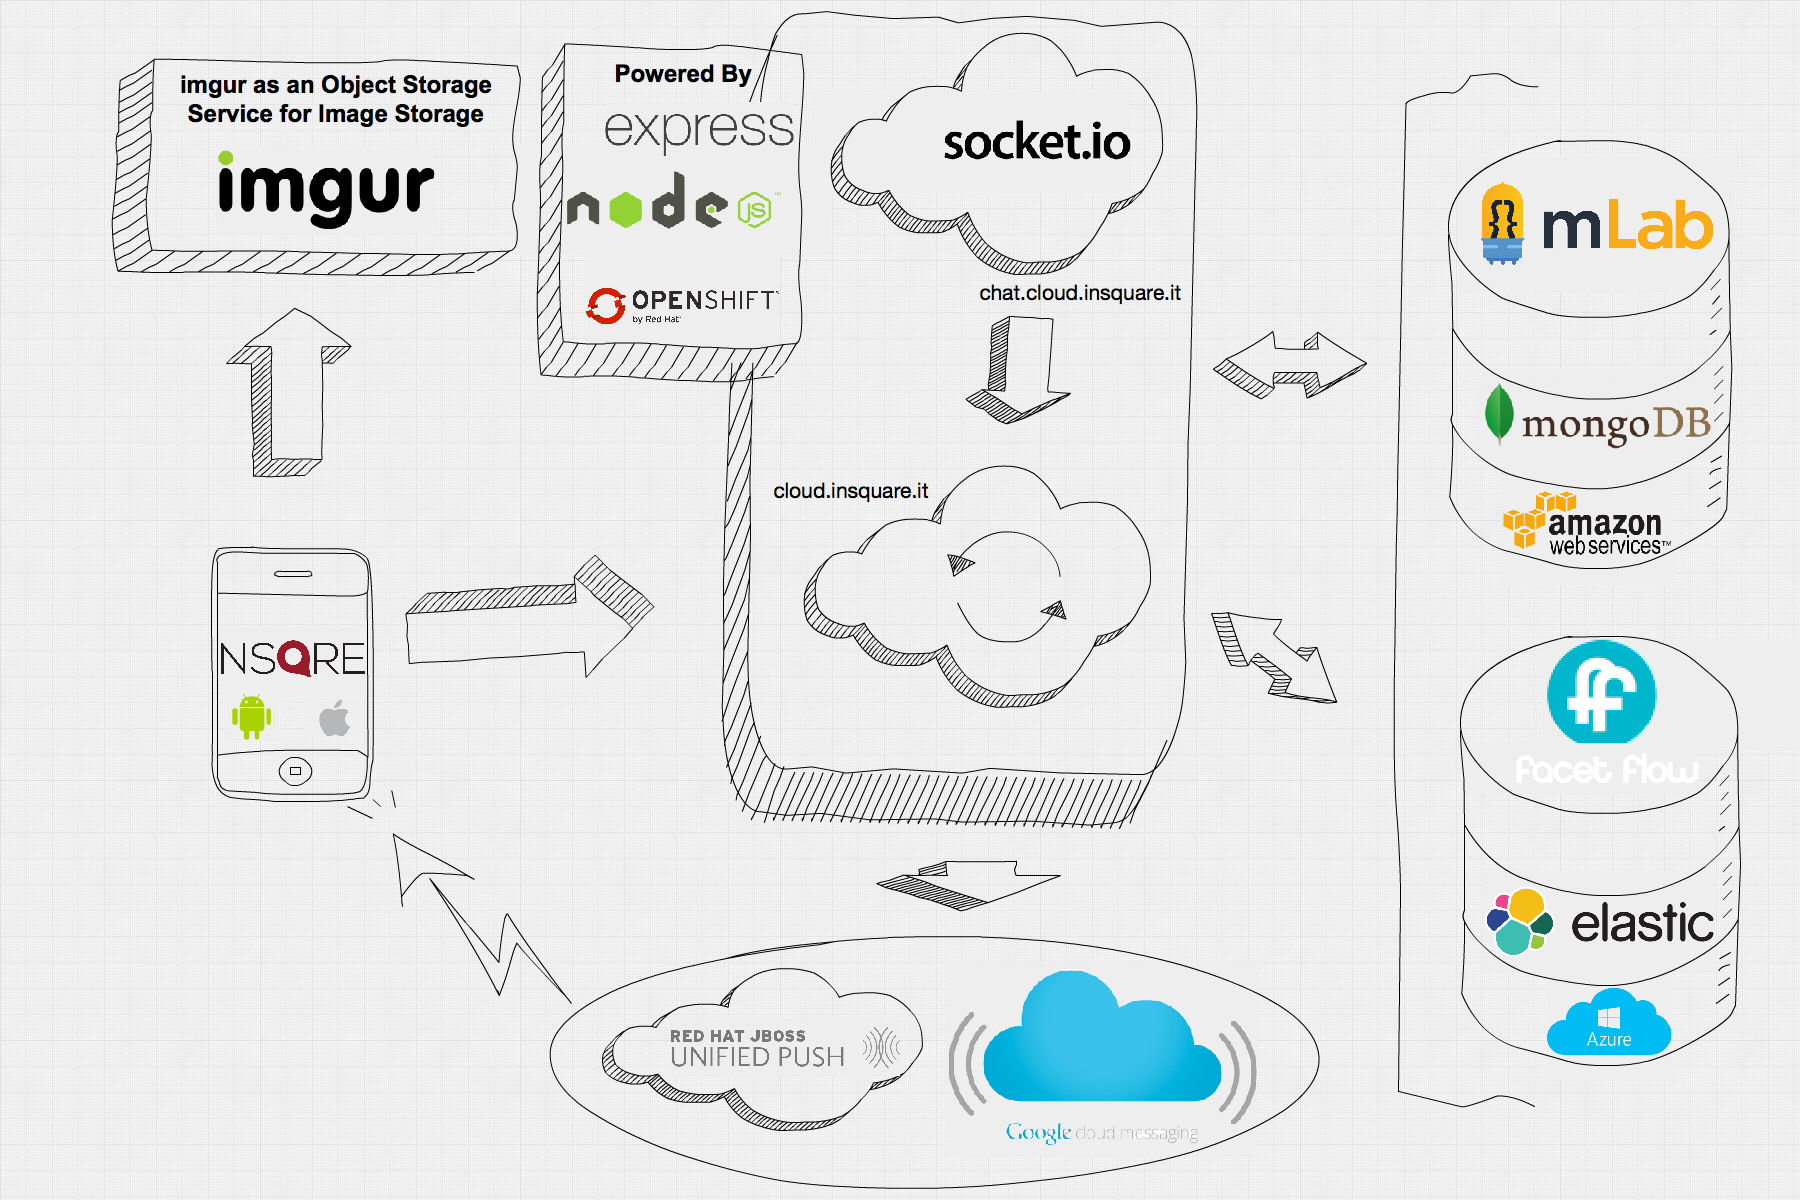 imgur as an Object Storage
Service for Image Storage
imgur
Powered By
express
node
JS
™
OPENSHIFT
by Red Hat
socket.io
chat.cloud.insquare.it
cloud.insquare.it
mLab
mongoDB
amazon
web services™
NSQRE
ff
facet flow
elastic
Azure
RED HAT JBOSS
UNIFIED PUSH
Google cloud messaging